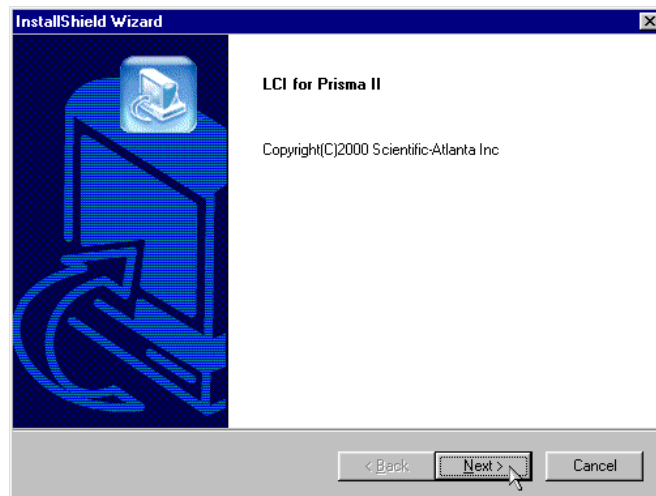 InstallShield Wizard
LCI for Prisma II
Copyright(C)2000 Scientific-Atlanta Inc
< Back
Next >
Cancel